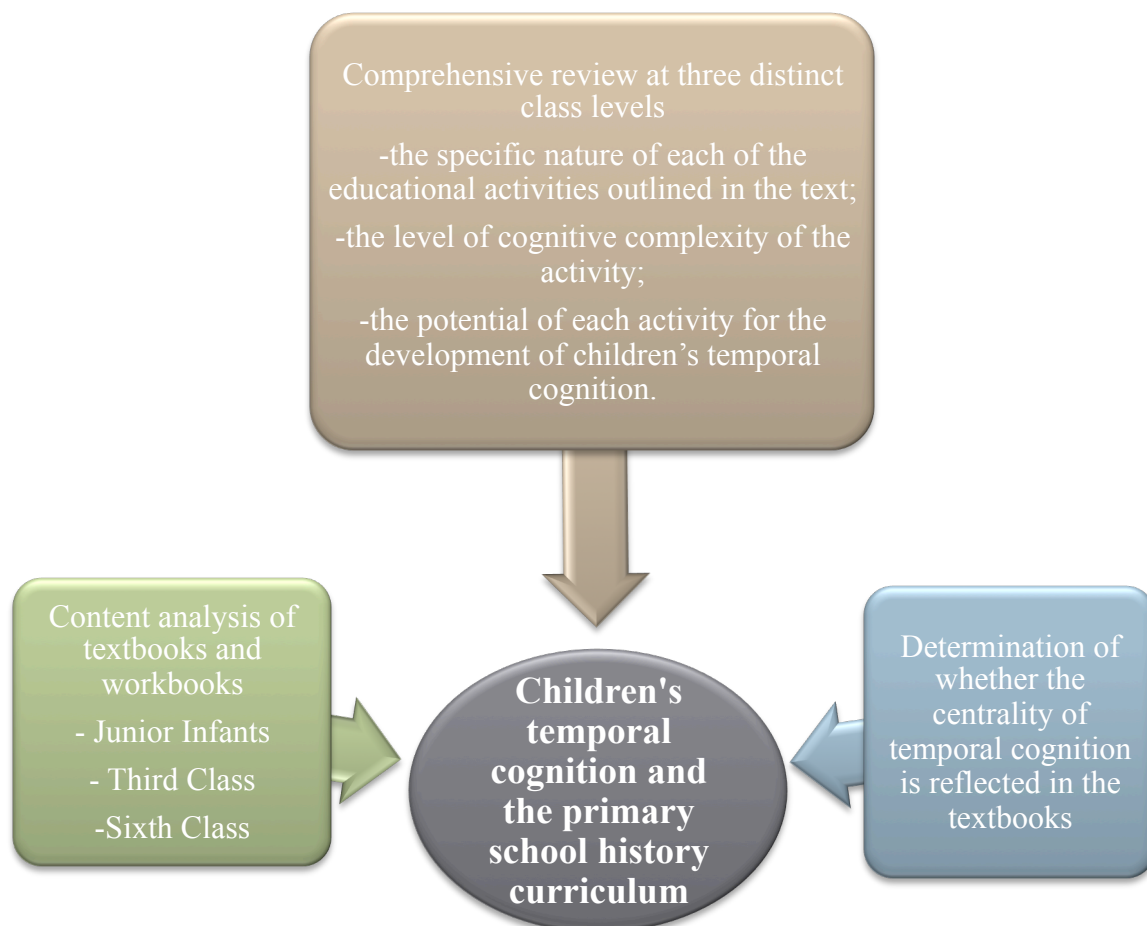 Comprehensive review at three distinct
class levels
-the specific nature of each of the
educational activities outlined in the text;
-the level of cognitive complexity of the
activity;
-the potential of each activity for the
development of children’s temporal
cognition.
Content analysis of
textbooks and
workbooks
- Junior Infants
- Third Class
-Sixth Class
Children's
temporal
cognition and
the primary
school history
curriculum
Determination of
whether the
centrality of
temporal cognition
is reflected in the
textbooks